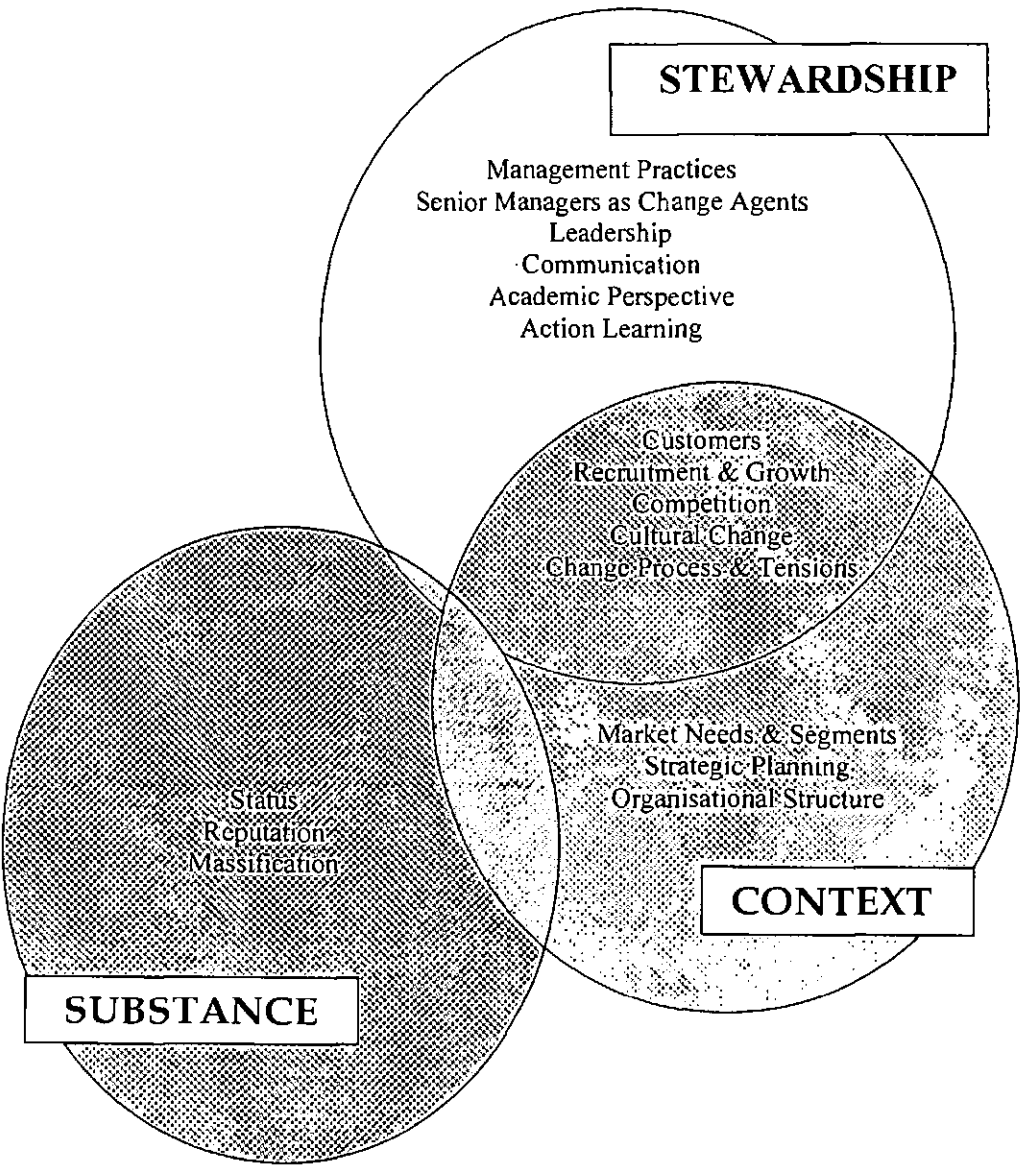 STEWARDSHIP
Management Practices
Senior Managers as Change Agents
Leadership
Communication
Academic Perspective
Action Learning
Customers
Recruitment & Growth
Competition
Cultural Change
Change Process & Tensions
Market Needs & Segments
Strategic Planning
Organisational Structure
Status
Reputation
Massification
CONTEXT
SUBSTANCE